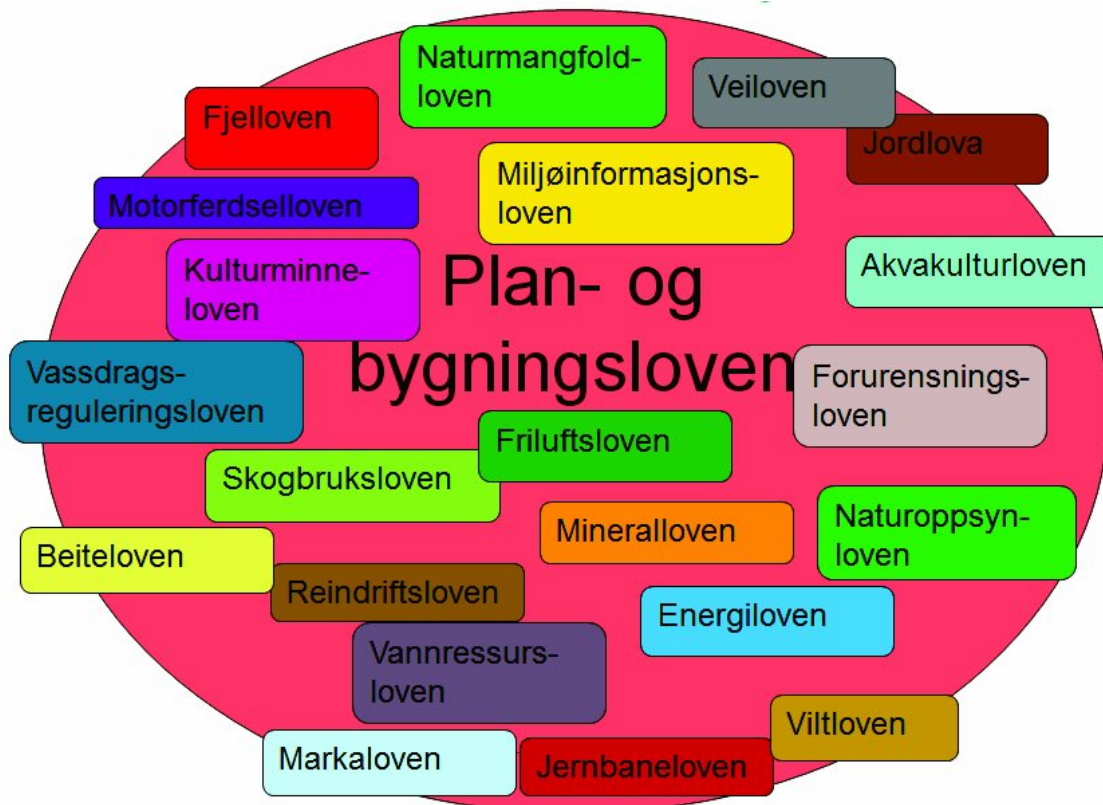 Naturmangfold-
loven
Veiloven
Fjelloven
Jordlova
Miljøinformasjons-
loven
Motorferdselloven
Kulturminne-
loven
Akvakulturloven
Plan- og
bygningsloven
Vassdrags-
reguleringsloven
Forurensnings-
loven
Friluftsloven
Skogbruksloven
Mineralloven
Naturoppsyn-
loven
Beiteloven
Reindriftsloven
Energiloven
Vannressurs-
loven
Viltloven
Markaloven
Jernbaneloven